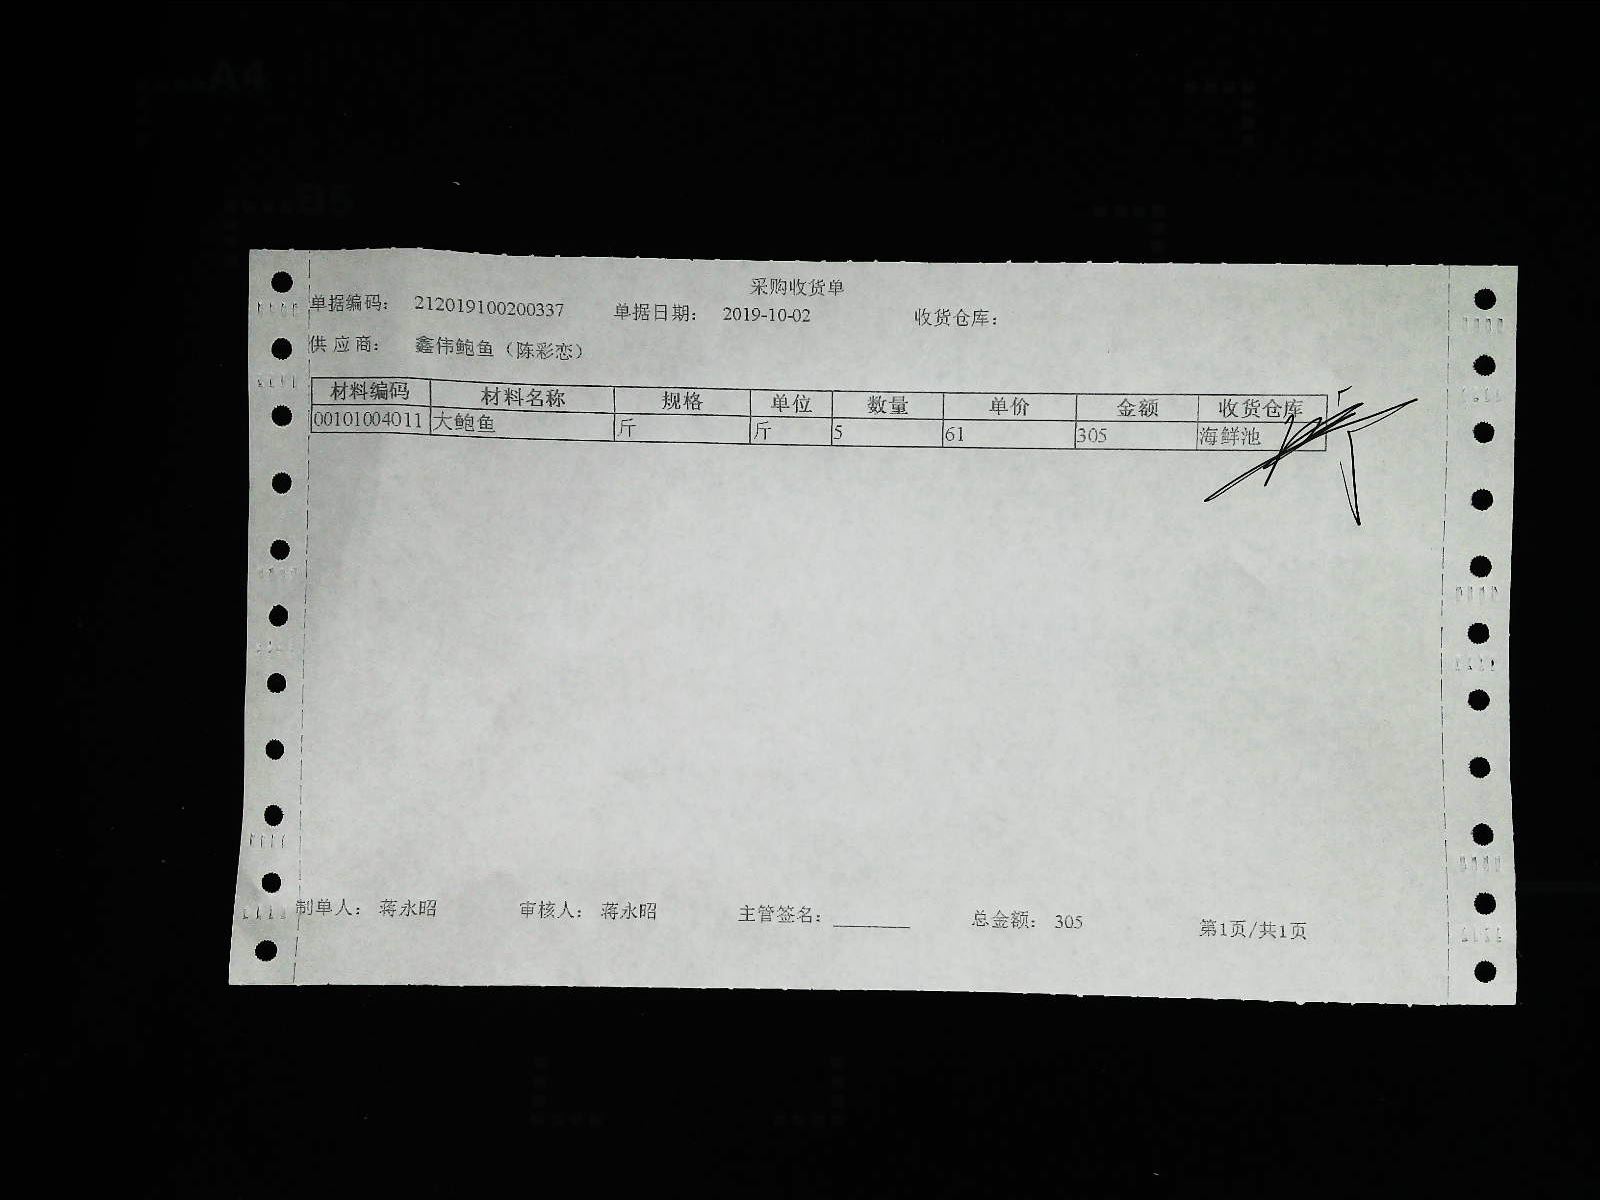 采购收货单
单据编码: 212019100200337 单据日期: 2019-10-02 收货仓库:
供应商: 鑫伟鲍鱼（陈彩恋）
材料编码 材料名称 规格 单位 数量 单价 金额 收货仓库
00101004011 大鲍鱼 斤 斤 5 61 305 海鲜池
制单人: 蒋永昭 审核人: 蒋永昭 主管签名: 总金额: 305 第1页/共1页